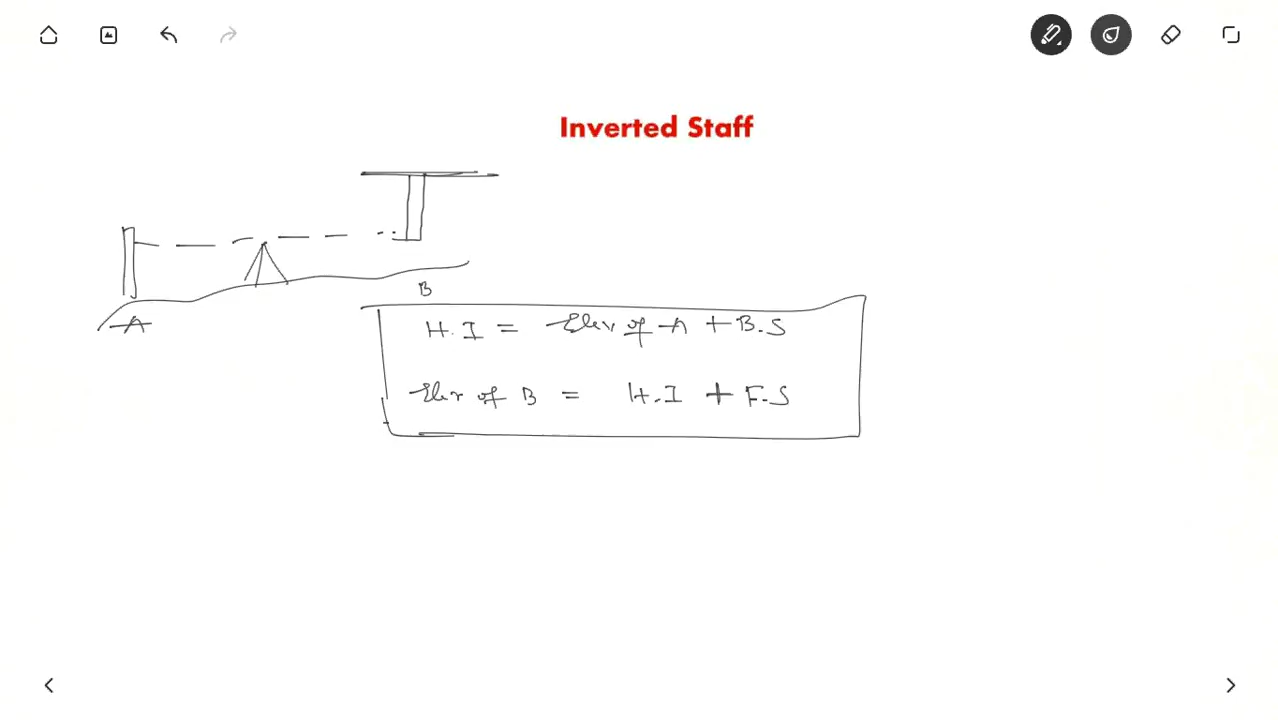 Inverted Staff
A
B
H.I = Elev of A + B.S
Elev of B = H.I + F.S